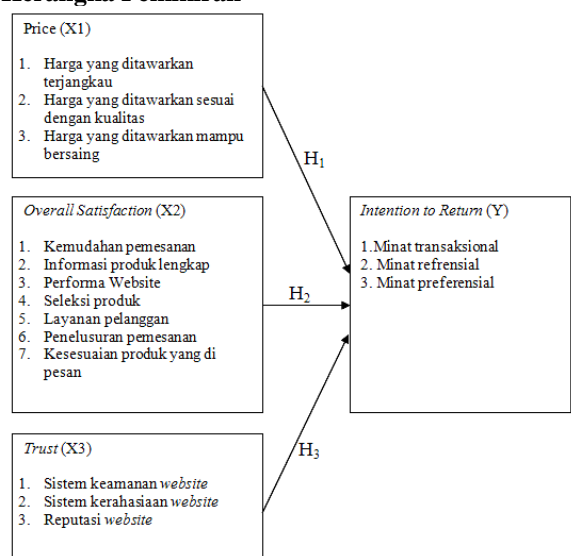 Price (X1)
1. Harga yang ditawarkan
terjangkau
2. Harga yang ditawarkan sesuai
dengan kualitas
3. Harga yang ditawarkan mampu
bersaing
H1
Overall Satisfaction (X2)
1. Kemudahan pemesanan
2. Informasi produk lengkap
3. Performa Website
4. Seleksi produk
5. Layanan pelanggan
6. Penelusuran pemesanan
7. Kesesuaian produk yang di
pesan
H2
Intention to Return (Y)
1.Minat transaksional
2. Minat refrensial
3. Minat preferensial
Trust (X3)
1. Sistem keamanan website
2. Sistem kerahasiaan website
3. Reputasi website
H3